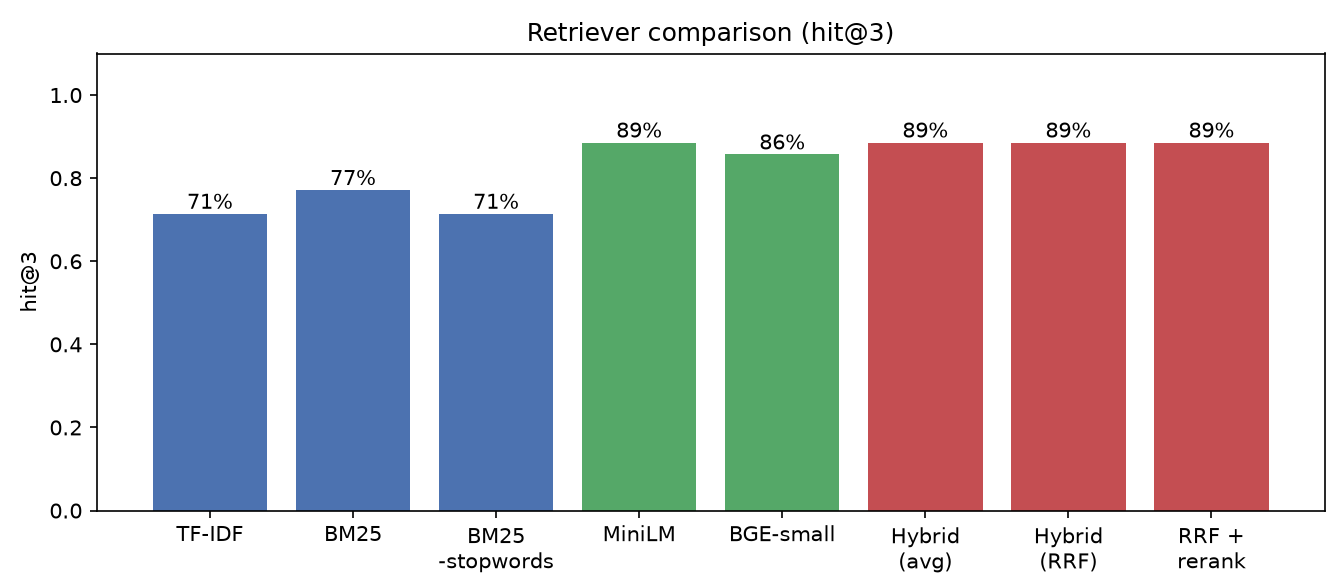 Retriever comparison (hit@3)
hit@3
1.0
0.8
0.6
0.4
0.2
0.0
71%
77%
71%
89%
86%
89%
89%
89%
TF-IDF
BM25
BM25
-stopwords
MiniLM
BGE-small
Hybrid
(avg)
Hybrid
(RRF)
RRF +
rerank